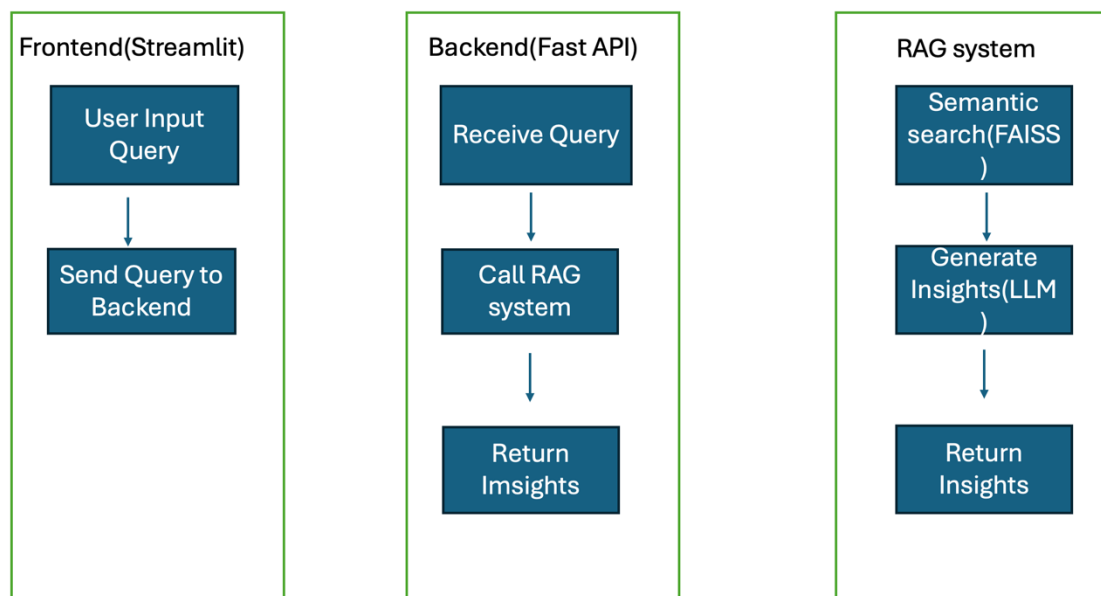 Frontend(Streamlit)
User Input
Query
Send Query to
Backend
Backend(Fast API)
Receive Query
Call RAG
system
Return
Imsights
RAG system
Semantic
search(FAISS
)
Generate
Insights(LLM
)
Return
Insights